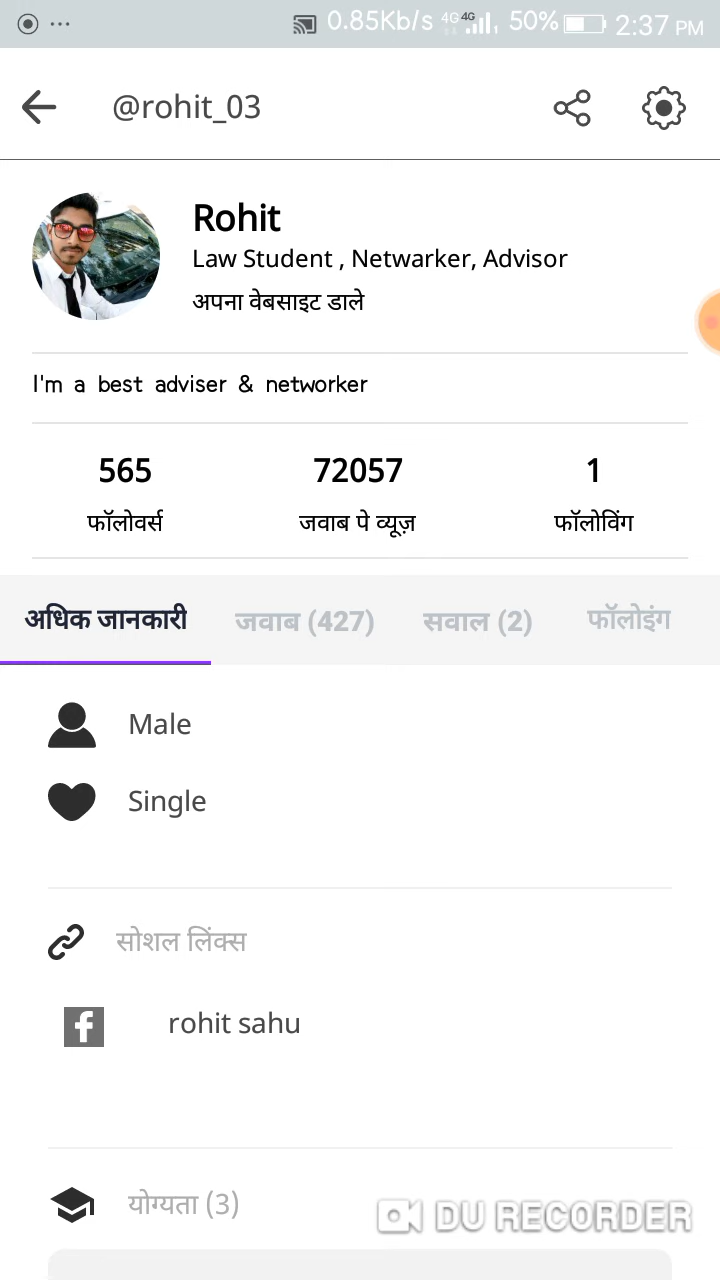 0.85Kb/s 4G 4G 50% 2:37 PM
@rohit_03
Rohit
Law Student , Netwarker, Advisor
अपना वेबसाइट डाले
I'm a best adviser & networker
565 72057 1
फॉलोवर्स जवाब पे व्यूज़ फॉलोविंग
अधिक जानकारी जवाब (427) सवाल (2) फॉलोइंग
Male
Single
सोशल लिंक्स
f rohit sahu
योग्यता (3)
DU RECORDER